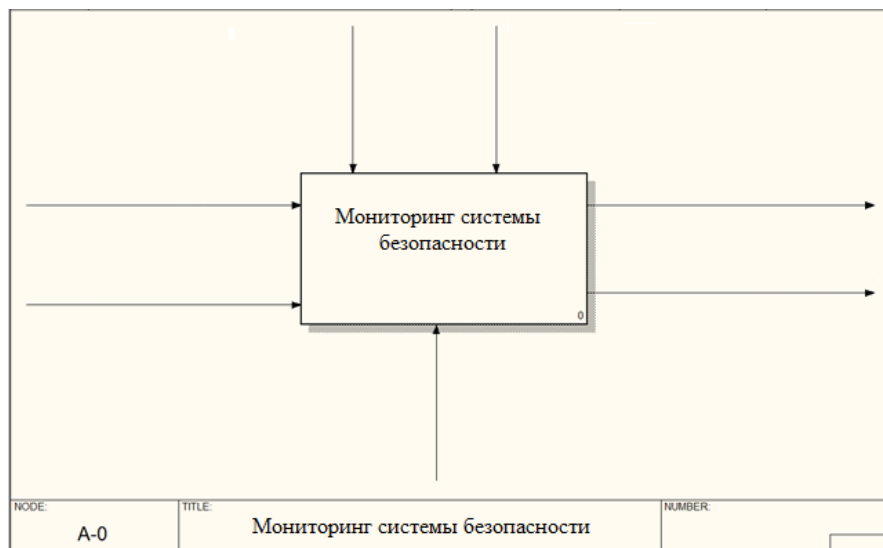 Мониторинг системы
безопасности
0
NODE:
TITLE:
NUMBER:
A-0
Мониторинг системы безопасности